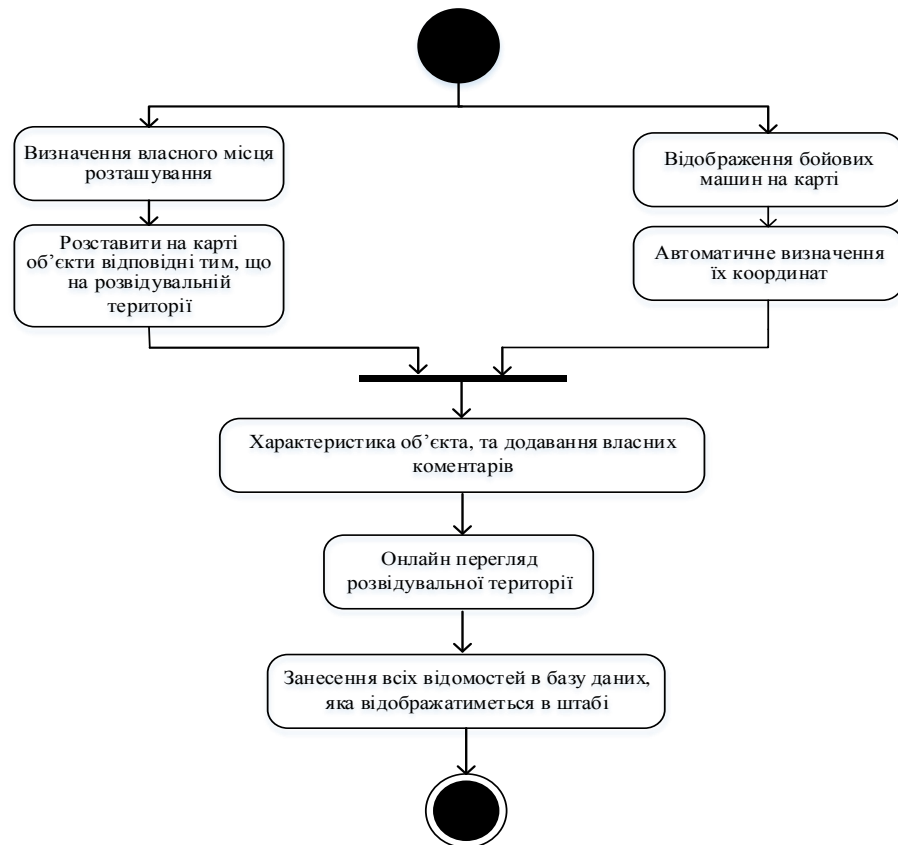 Визначення власного місця
розташування
Розставити на карті
об’єкти відповідні тим, що
на розвідувальній
території
Відображення бойових
машин на карті
Автоматичне визначення
їх координат
Характеристика об’єкта, та додавання власних
коментарів
Онлайн перегляд
розвідувальної території
Занесення всіх відомостей в базу даних,
яка відображатиметься в штабі